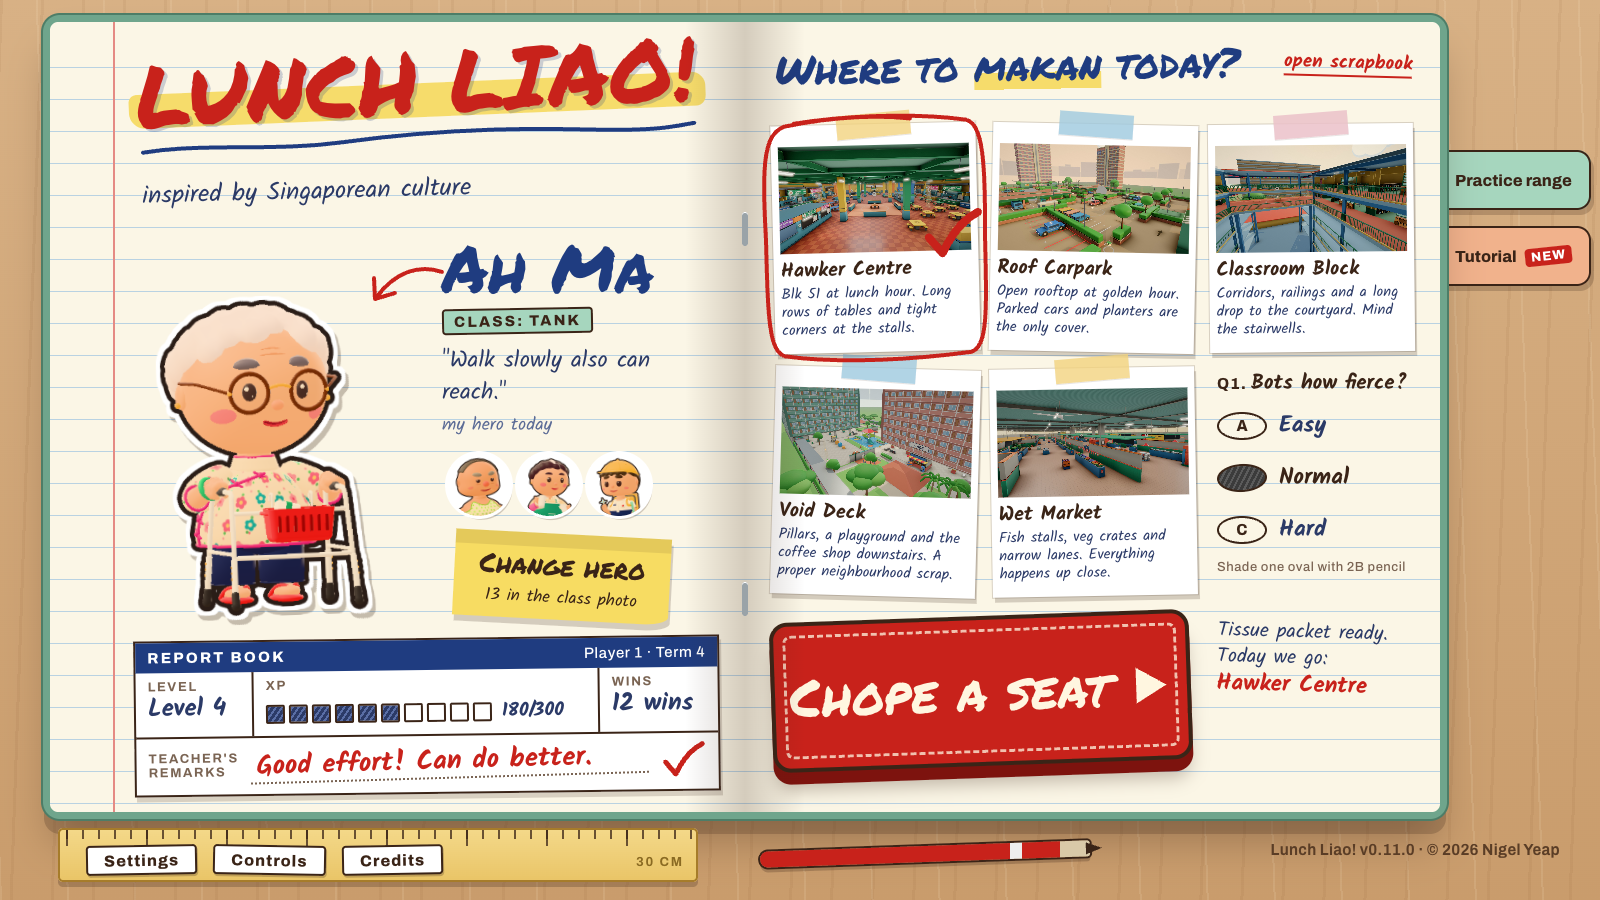 LUNCH LIAO!
inspired by Singaporean culture
AH MA
CLASS: TANK
"Walk slowly also can
reach."
my hero today
CHANGE HERO
13 in the class photo
REPORT BOOK
Player 1 · Term 4
LEVEL
Level 4
XP
180/300
WINS
12 wins
TEACHER'S
REMARKS
Good effort! Can do better.
WHERE TO MAKAN TODAY?
open scrapbook
Hawker Centre
Blk 51 at lunch hour. Long
rows of tables and tight
corners at the stalls.
Roof Carpark
Open rooftop at golden hour.
Parked cars and planters are
the only cover.
Classroom Block
Corridors, railings and a long
drop to the courtyard. Mind
the stairwells.
Void Deck
Pillars, a playground and the
coffee shop downstairs. A
proper neighbourhood scrap.
Wet Market
Fish stalls, veg crates and
narrow lanes. Everything
happens up close.
Q1. Bots how fierce?
A Easy
Normal
C Hard
Shade one oval with 2B pencil
CHOPE A SEAT
Tissue packet ready.
Today we go:
Hawker Centre
Practice range
Tutorial NEW
Settings
Controls
Credits
30 CM
Lunch Liao! v0.11.0 · © 2026 Nigel Yeap